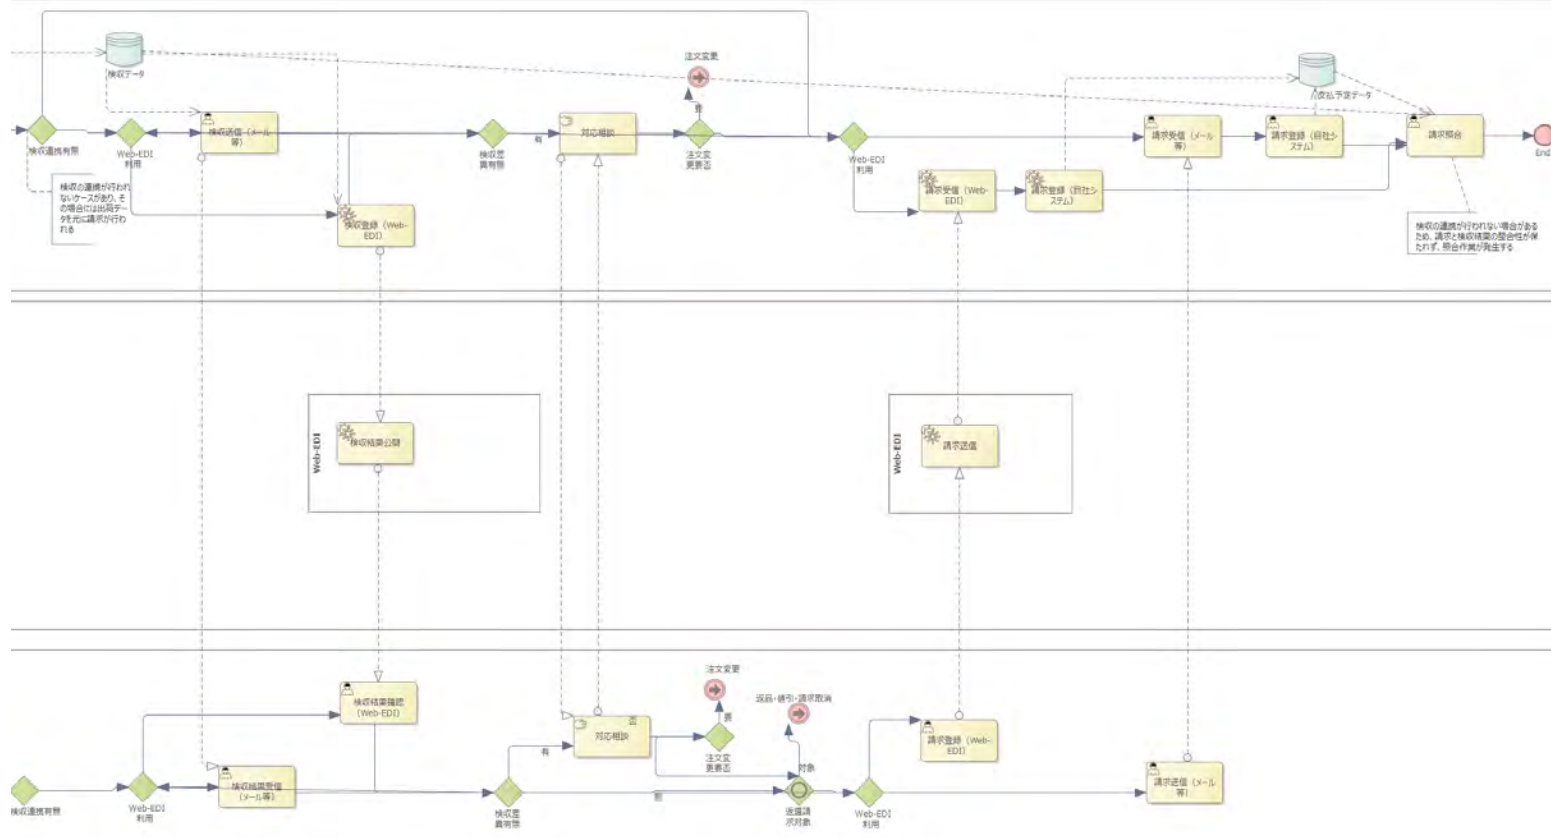 注文変更
検収データ
支払予定データ
要
検収送信（メール
等）
対応相談
請求受信（メール
等）
請求登録（自社シ
ステム）
請求照合
検収連携有無
Web-EDI
利用
検収差
異有無
有
注文変
更要否
Web-EDI
利用
End
検収の連携が行われ
ないケースがあり、そ
の場合には出荷デー
タを元に請求が行わ
れる
請求受信（Web-
EDI）
請求登録（自社シ
ステム）
検収登録（Web-
EDI）
検収の連携が行われない場合がある
ため、請求と検収結果の整合性が保
たれず、照合作業が発生する
Web-EDI
検収結果公開
Web-EDI
請求送信
注文変更
返品・値引・請求取消
検収結果確認
（Web-EDI）
要
否
対応相談
請求登録（Web-
EDI）
有
注文変
更要否
対象
検収結果受信
（メール等）
請求送信（メール
等）
否
検収連携有無
Web-EDI
利用
検収差
異有無
返還請
求対象
Web-EDI
利用